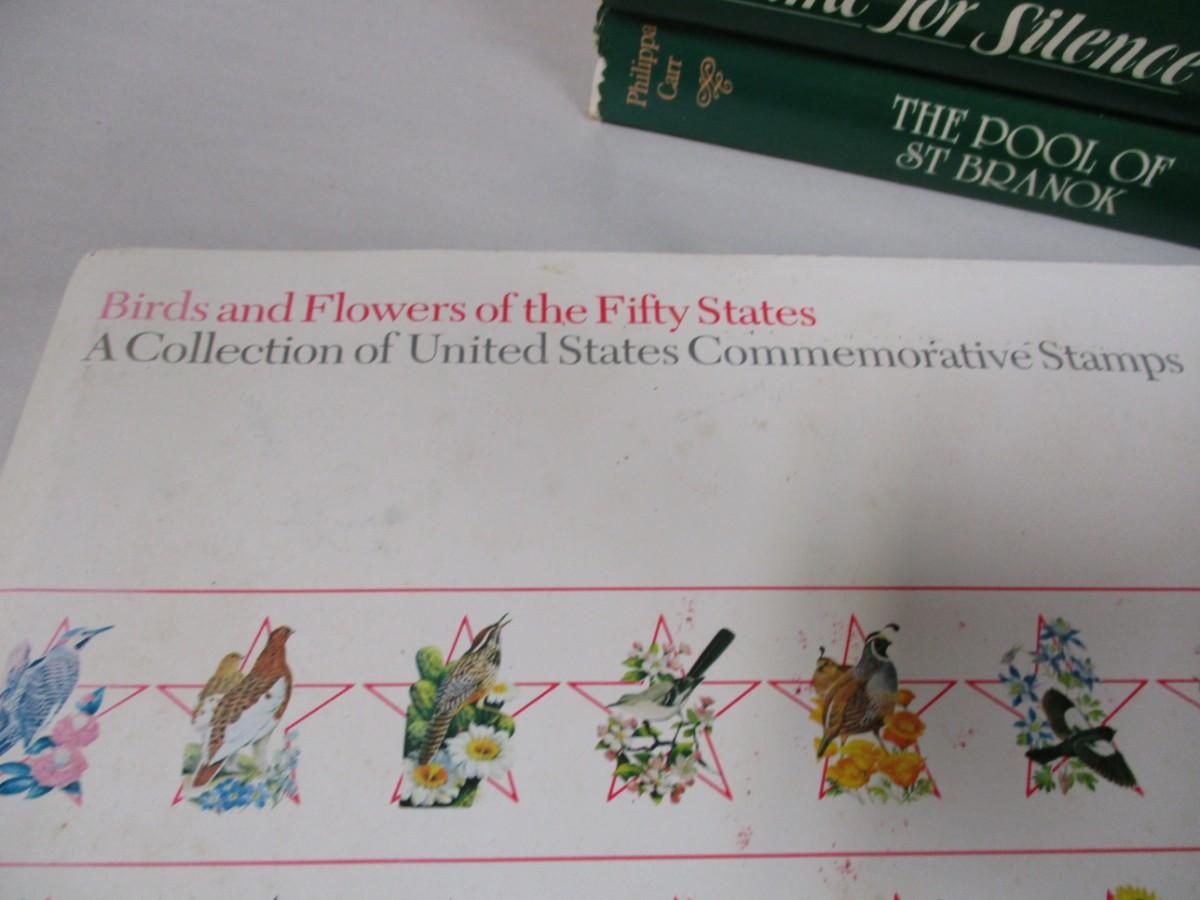 for Silence
Philippa
Carr
THE POOL OF
ST BRANOK
Birds and Flowers of the Fifty States
A Collection of United States Commemorative Stamps